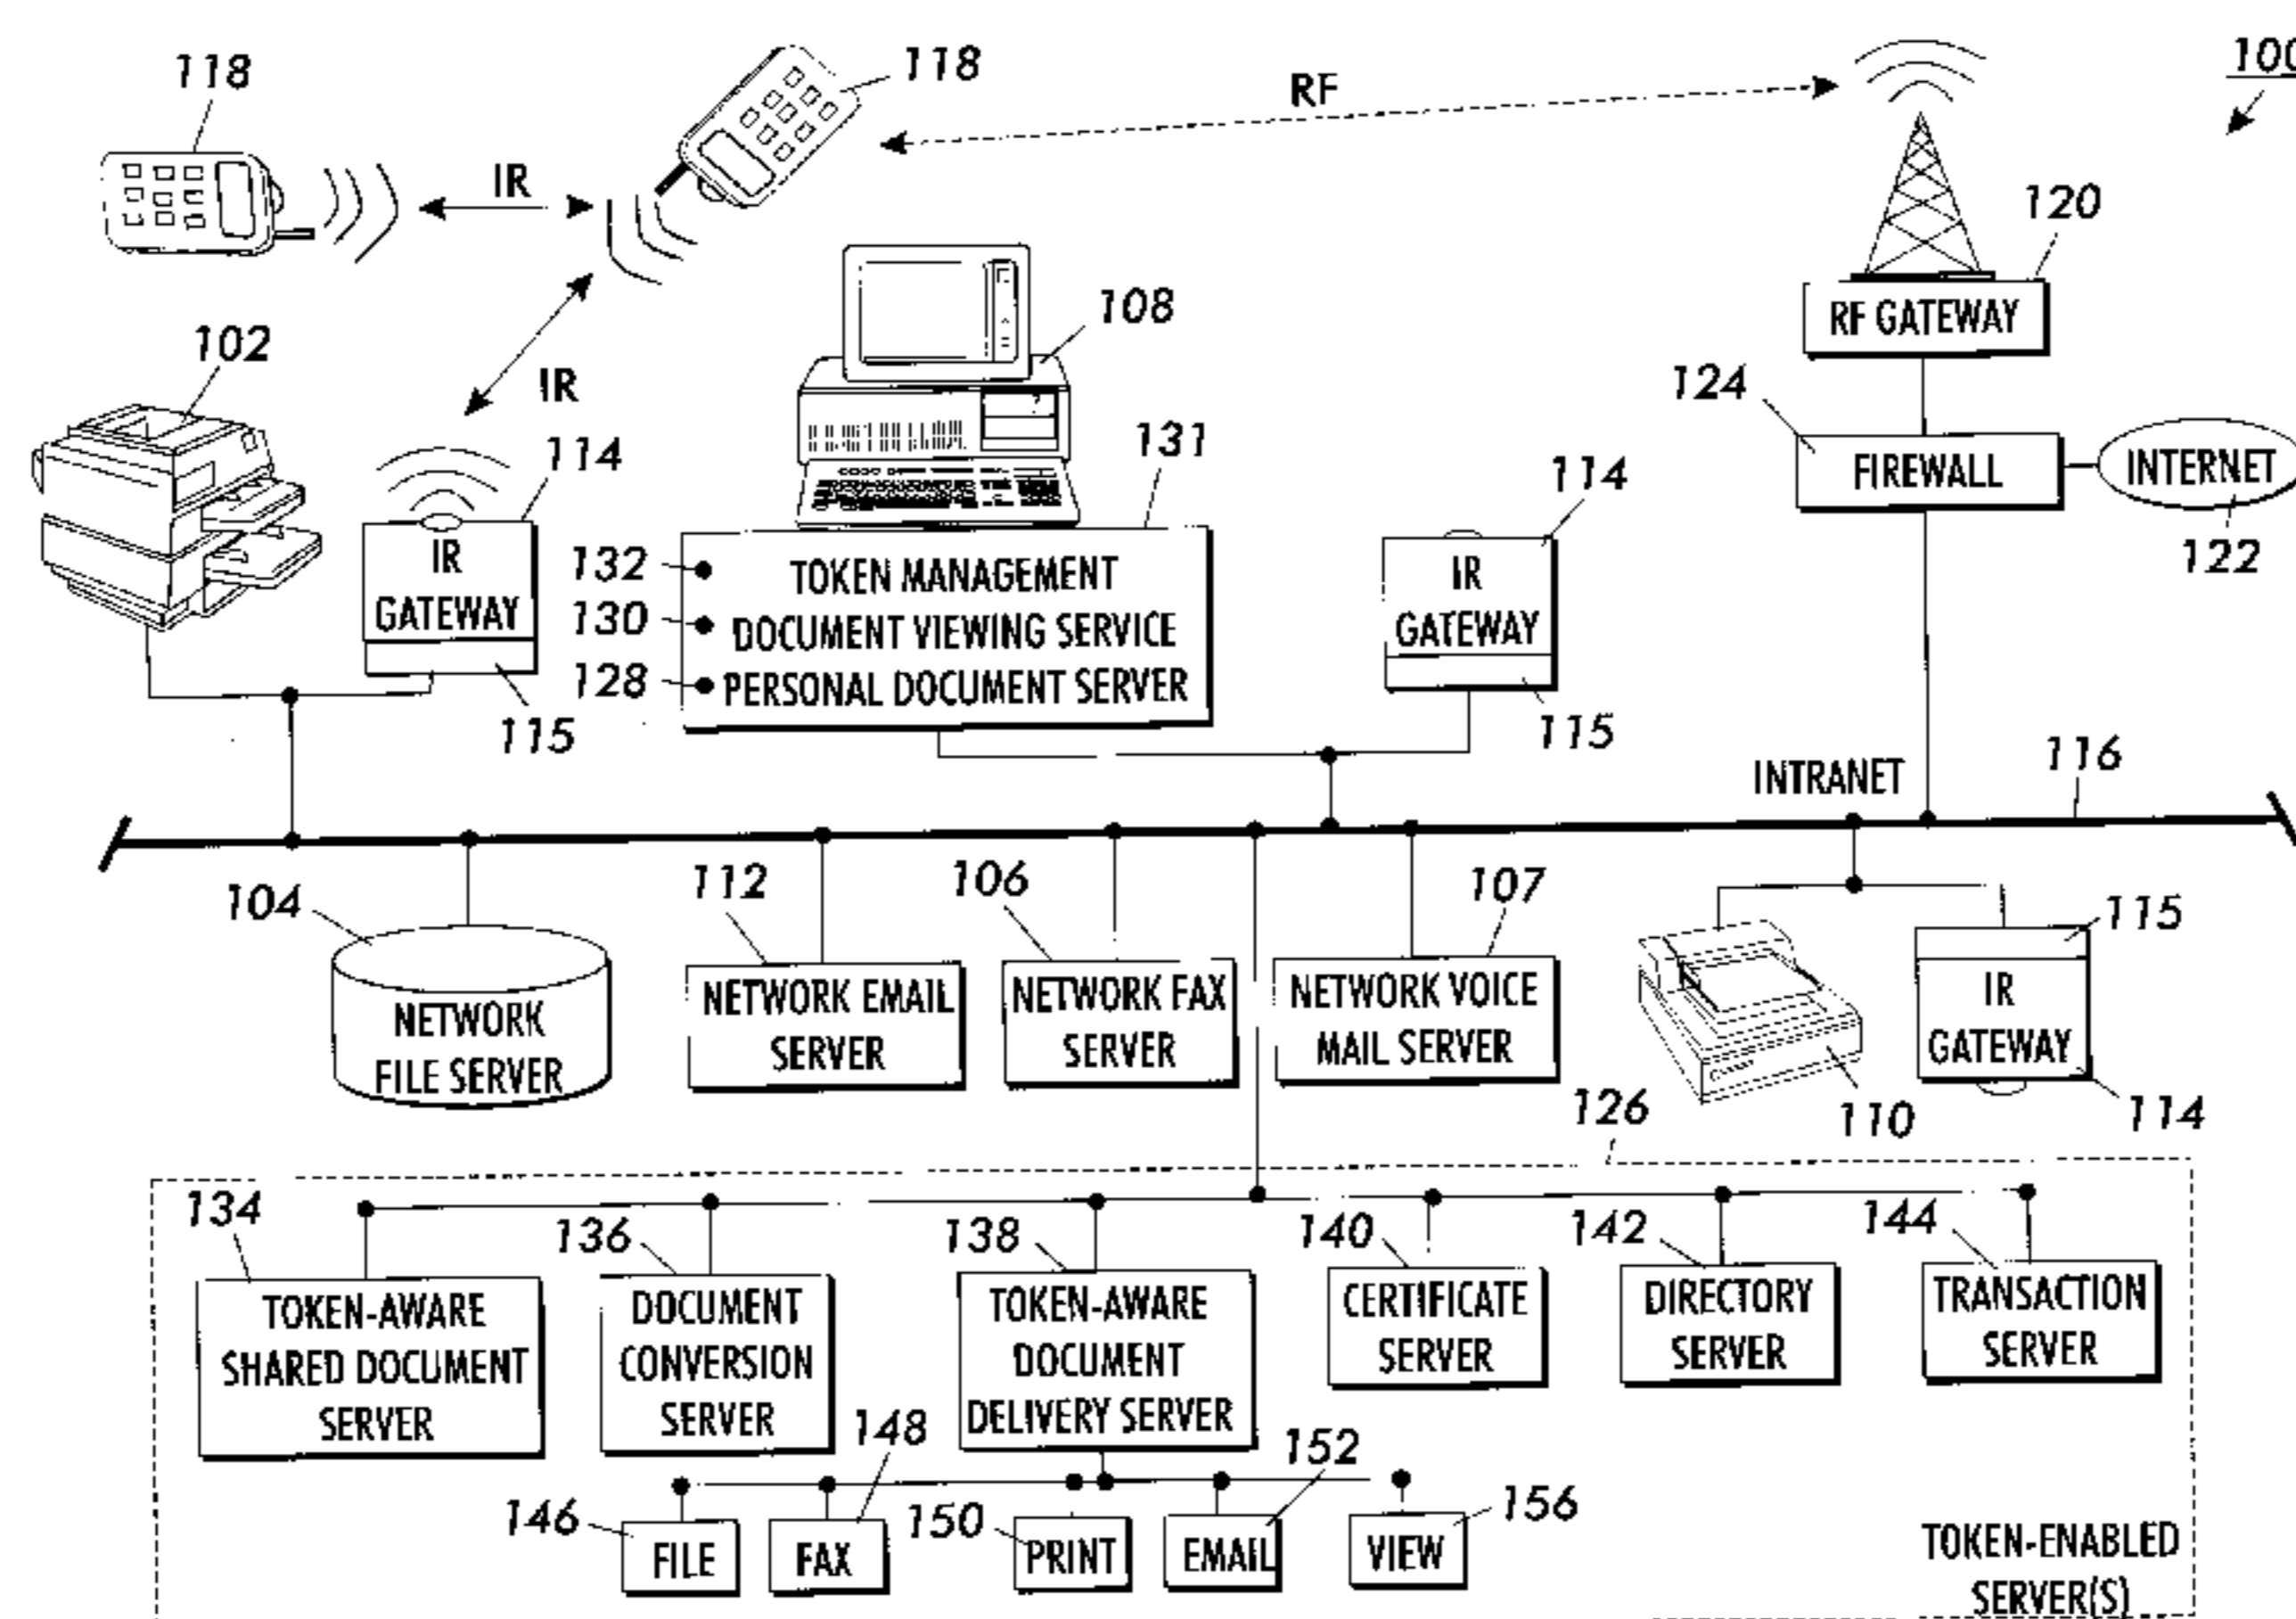 118
118
RF
100
IR
120
RF GATEWAY
102
IR
108
124
114
131
114
FIREWALL
INTERNET
122
IR
GATEWAY
115
132 TOKEN MANAGEMENT
130 DOCUMENT VIEWING SERVICE
128 PERSONAL DOCUMENT SERVER
IR
GATEWAY
115
INTRANET
116
104
NETWORK
FILE SERVER
112
NETWORK EMAIL
SERVER
106
NETWORK FAX
SERVER
107
NETWORK VOICE
MAIL SERVER
110
115
IR
GATEWAY
114
126
134
TOKEN-AWARE
SHARED DOCUMENT
SERVER
136
DOCUMENT
CONVERSION
SERVER
138
TOKEN-AWARE
DOCUMENT
DELIVERY SERVER
140
CERTIFICATE
SERVER
142
DIRECTORY
SERVER
144
TRANSACTION
SERVER
146
FILE
148
FAX
150
PRINT
152
EMAIL
156
VIEW
TOKEN-ENABLED
SERVER(S)